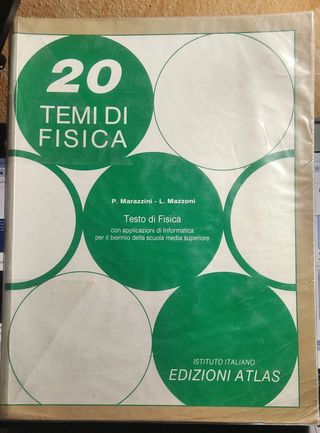 20
TEMI DI
FISICA
P. Marazzini - L. Mazzoni
Testo di Fisica
con applicazioni di Informatica
per il biennio della scuola media superiore
ISTITUTO ITALIANO
EDIZIONI ATLAS